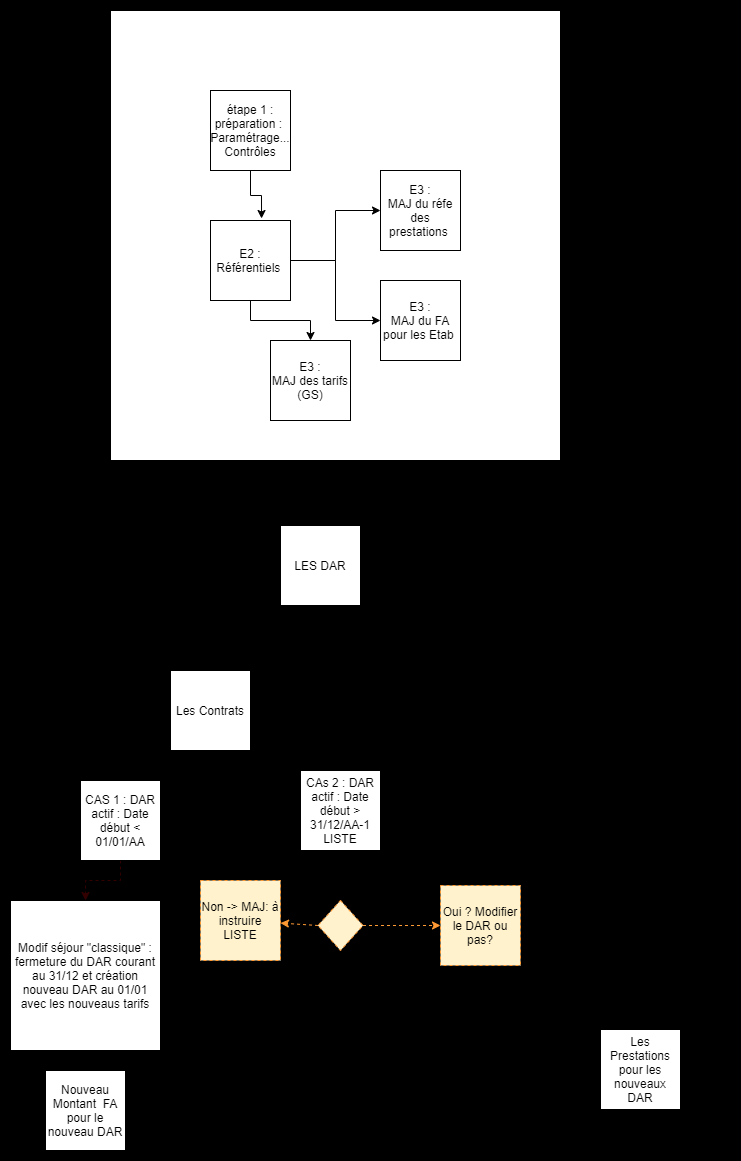 étape 1 :
préparation :
Paramétrage...
Contrôles
E3 :
MAJ du réfe
des
prestations
E2 :
Référentiels
E3 :
MAJ du FA
pour les Etab
E3 :
MAJ des tarifs
(GS)
LES DAR
Les Contrats
CAS 1 : DAR
actif : Date
début <
01/01/AA
CAs 2 : DAR
actif : Date
début >
31/12/AA-1
LISTE
Non -> MAJ: à
instruire
LISTE
Oui ? Modifier
le DAR ou
pas?
Modif séjour "classique" :
fermeture du DAR courant
au 31/12 et création
nouveau DAR au 01/01
avec les nouveaus tarifs
Les
Prestations
pour les
nouveaux
DAR
Nouveau
Montant FA
pour le
nouveau DAR